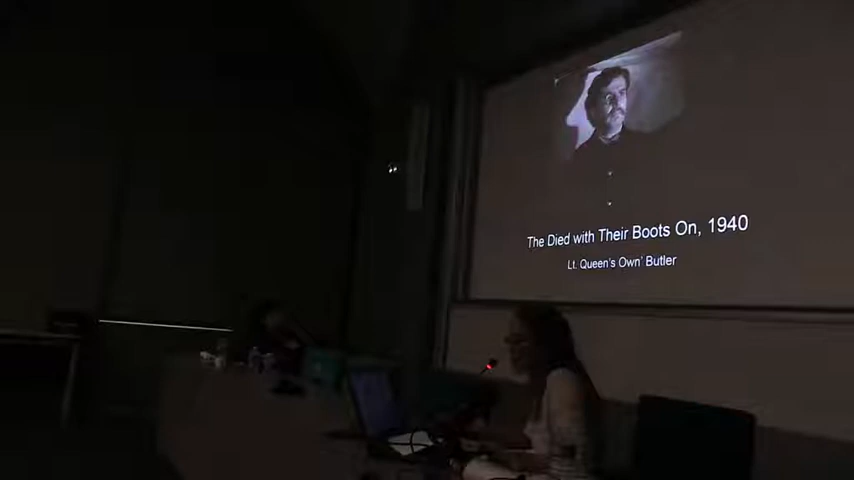 The Died with Their Boots On, 1940
Lt. Queen's Own' Butler